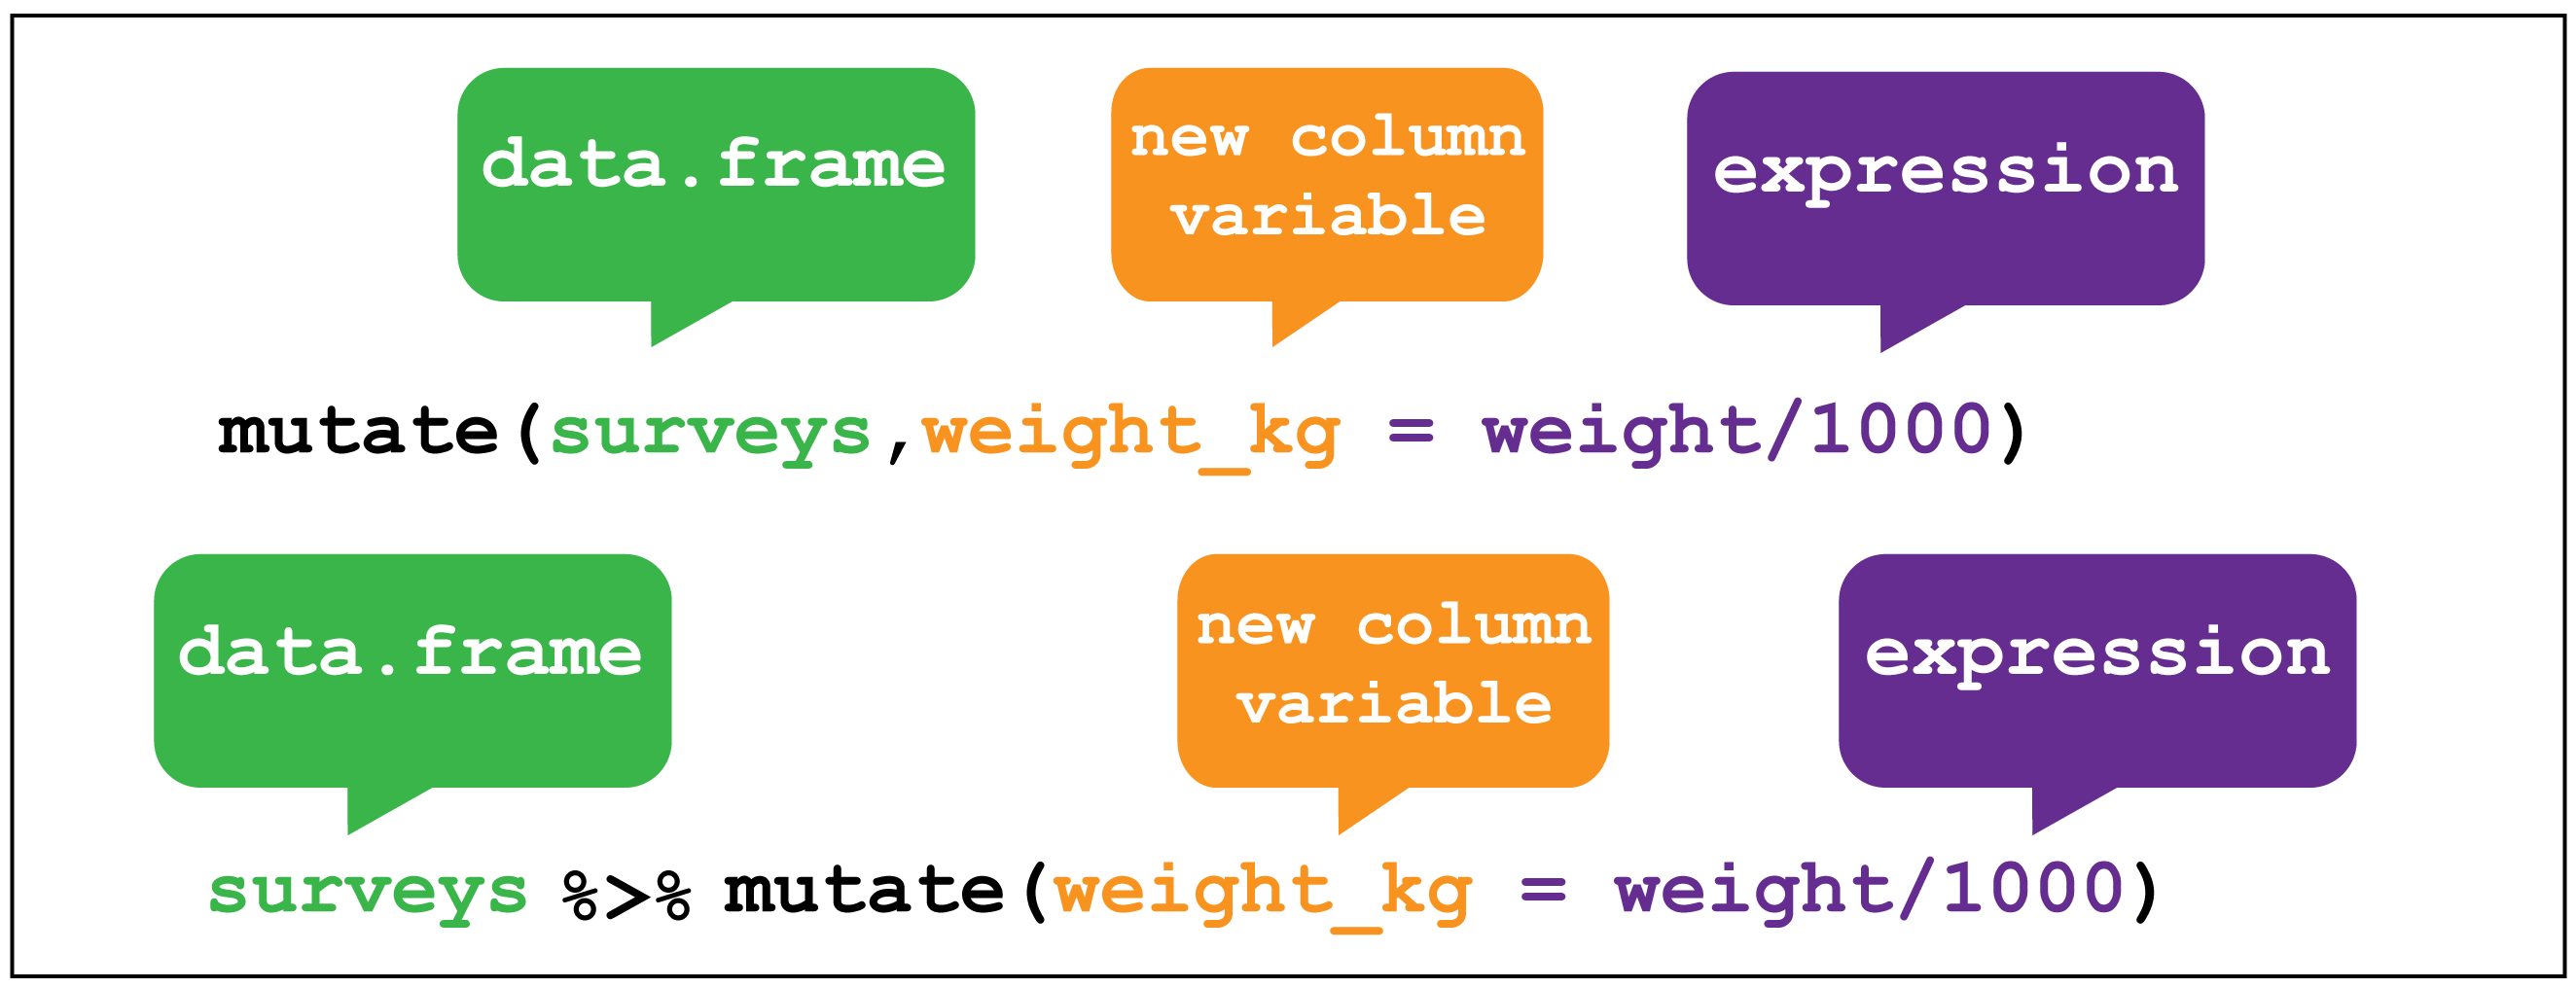 data.frame
new column
variable
expression
mutate(surveys,weight_kg = weight/1000)
data.frame
new column
variable
expression
surveys %>% mutate(weight_kg = weight/1000)